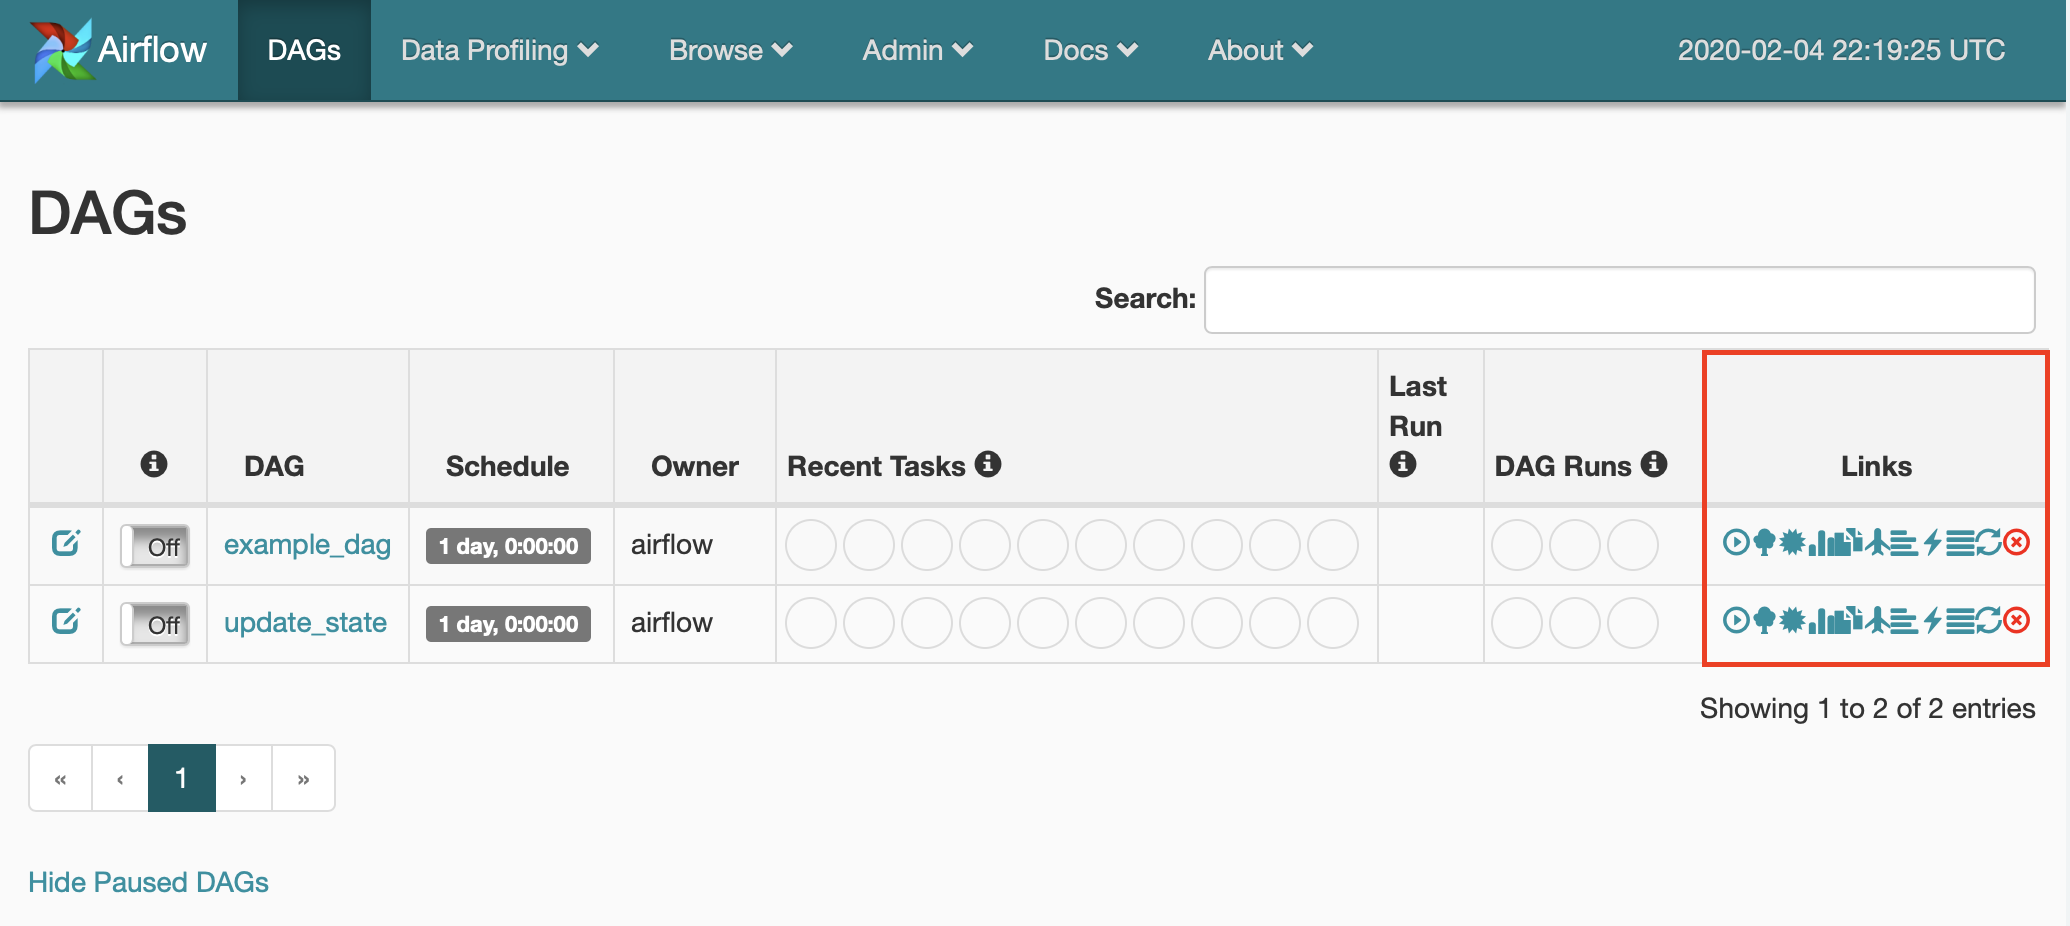 Airflow DAGs Data Profiling Browse Admin Docs About 2020-02-04 22:19:25 UTC
DAGs
Search:
DAG Schedule Owner Recent Tasks Last Run DAG Runs Links
Off example_dag 1 day, 0:00:00 airflow
Off update_state 1 day, 0:00:00 airflow
Showing 1 to 2 of 2 entries
« ‹ 1 › »
Hide Paused DAGs